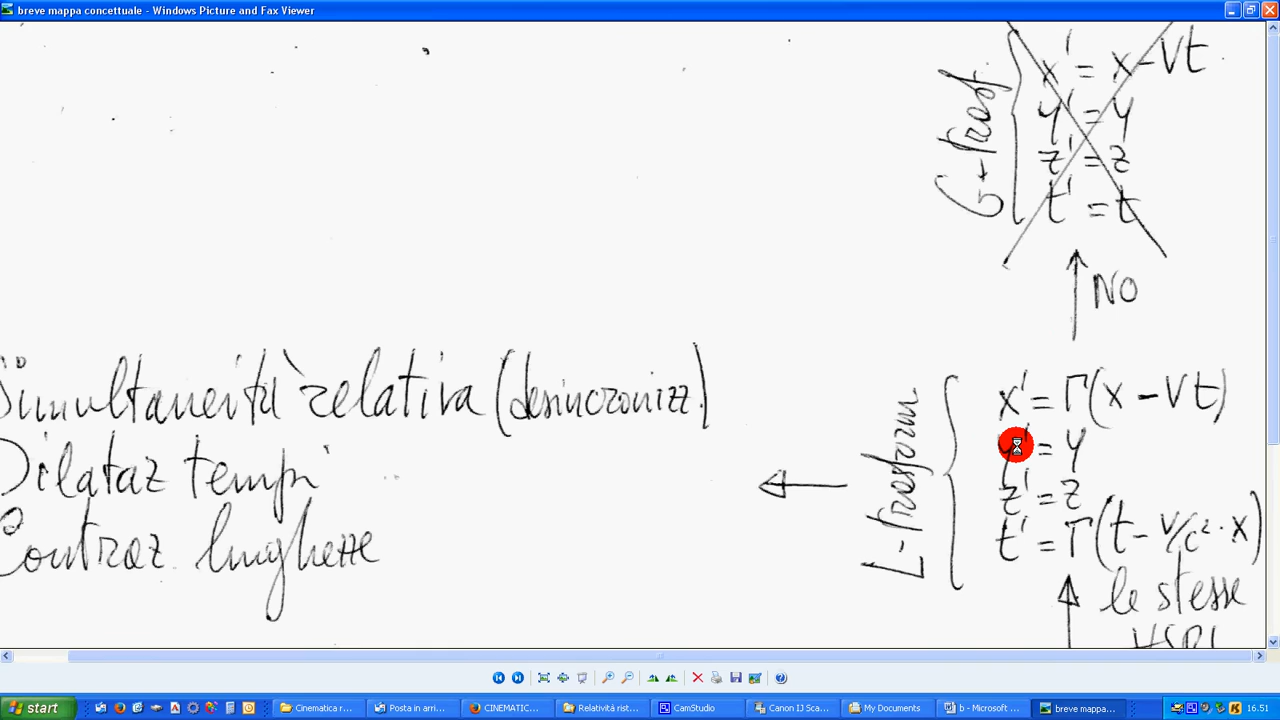 breve mappa concettuale - Windows Picture and Fax Viewer
G-trasf.
x' = x - Vt
y' = y
z' = z
t' = t
NO
Simultaneità relativa (desincronizz.)
Dilataz tempi
Contraz. lunghezze
L-trasform
x' = Γ(x - Vt)
y' = y
z' = z
t' = Γ(t - V/c²·x)
le stesse
start
Cinematica r...
Posta in arri...
CINEMATIC...
Relatività rist...
CamStudio
Canon IJ Sca...
My Documents
b - Microsoft ...
breve mappa...
16.51